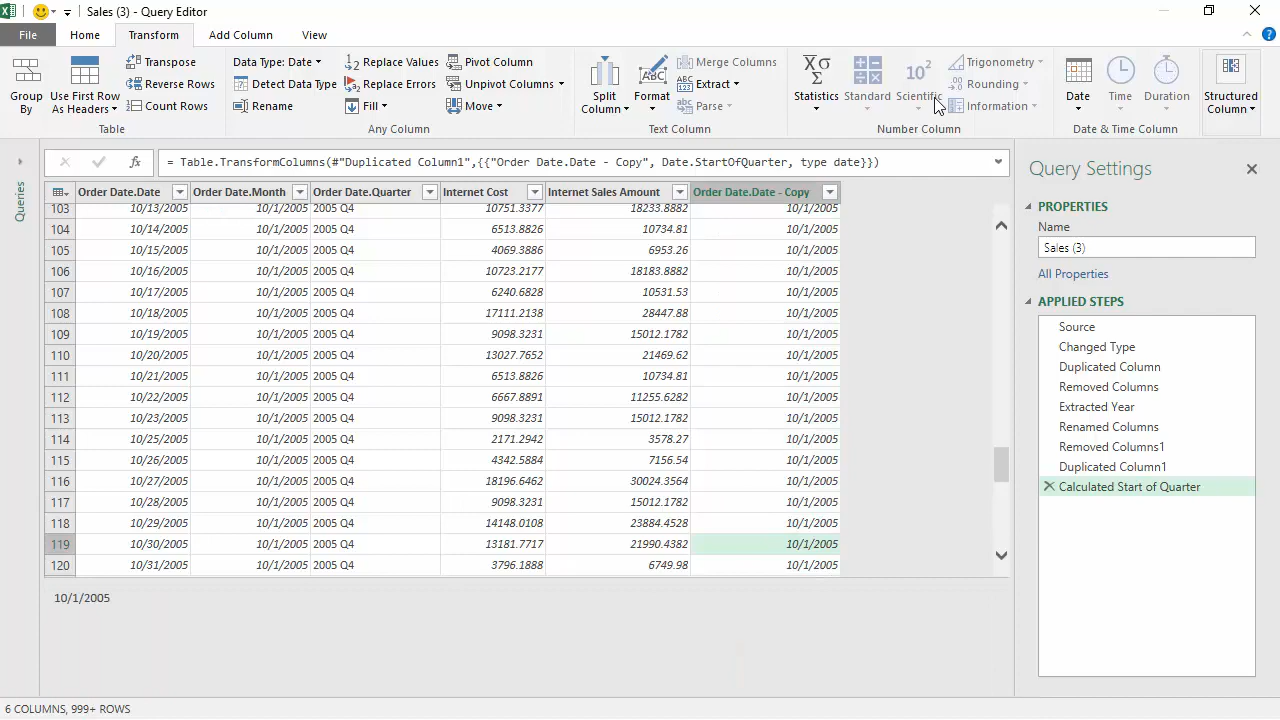 Sales (3) - Query Editor
File Home Transform Add Column View
Group By
Use First Row As Headers
Transpose
Reverse Rows
Count Rows
Table
Data Type: Date
Detect Data Type
Rename
Replace Values
Replace Errors
Fill
Pivot Column
Unpivot Columns
Move
Any Column
Split Column
Format
ABC
Merge Columns
ABC Extract
abc Parse
Text Column
Statistics
Standard
10² Scientific
Trigonometry
.00 Rounding
Information
Number Column
Date
Time
Duration
Date & Time Column
Structured Column
Queries
fx = Table.TransformColumns(#"Duplicated Column1",{{"Order Date.Date - Copy", Date.StartOfQuarter, type date}})
Order Date.Date Order Date.Month Order Date.Quarter Internet Cost Internet Sales Amount Order Date.Date - Copy
103 10/13/2005 10/1/2005 2005 Q4 10751.3377 18233.8882 10/1/2005
104 10/14/2005 10/1/2005 2005 Q4 6513.8826 10734.81 10/1/2005
105 10/15/2005 10/1/2005 2005 Q4 4069.3886 6953.26 10/1/2005
106 10/16/2005 10/1/2005 2005 Q4 10723.2177 18183.8882 10/1/2005
107 10/17/2005 10/1/2005 2005 Q4 6240.6828 10531.53 10/1/2005
108 10/18/2005 10/1/2005 2005 Q4 17111.2138 28447.88 10/1/2005
109 10/19/2005 10/1/2005 2005 Q4 9098.3231 15012.1782 10/1/2005
110 10/20/2005 10/1/2005 2005 Q4 13027.7652 21469.62 10/1/2005
111 10/21/2005 10/1/2005 2005 Q4 6513.8826 10734.81 10/1/2005
112 10/22/2005 10/1/2005 2005 Q4 6667.8891 11255.6282 10/1/2005
113 10/23/2005 10/1/2005 2005 Q4 9098.3231 15012.1782 10/1/2005
114 10/25/2005 10/1/2005 2005 Q4 2171.2942 3578.27 10/1/2005
115 10/26/2005 10/1/2005 2005 Q4 4342.5884 7156.54 10/1/2005
116 10/27/2005 10/1/2005 2005 Q4 18196.6462 30024.3564 10/1/2005
117 10/28/2005 10/1/2005 2005 Q4 9098.3231 15012.1782 10/1/2005
118 10/29/2005 10/1/2005 2005 Q4 14148.0108 23884.4528 10/1/2005
119 10/30/2005 10/1/2005 2005 Q4 13181.7717 21990.4382 10/1/2005
120 10/31/2005 10/1/2005 2005 Q4 3796.1888 6749.98 10/1/2005
10/1/2005
Query Settings
PROPERTIES
Name
Sales (3)
All Properties
APPLIED STEPS
Source
Changed Type
Duplicated Column
Removed Columns
Extracted Year
Renamed Columns
Removed Columns1
Duplicated Column1
Calculated Start of Quarter
6 COLUMNS, 999+ ROWS